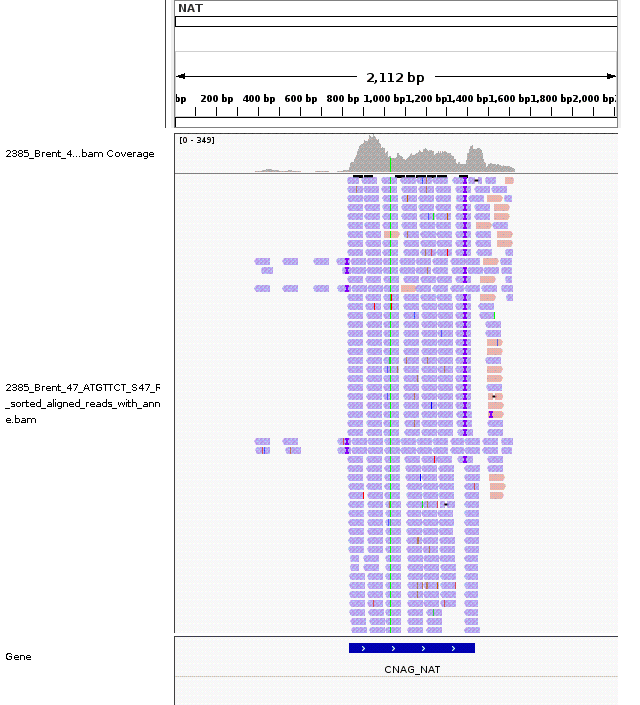 NAT
2,112 bp
bp 200 bp 400 bp 600 bp 800 bp 1,000 bp 1,200 bp 1,400 bp 1,600 bp 1,800 bp 2,000 bp
[0 - 349]
2385_Brent_4...bam Coverage
2385_Brent_47_ATGTTCT_S47_R
_sorted_aligned_reads_with_ann
e.bam
Gene
CNAG_NAT